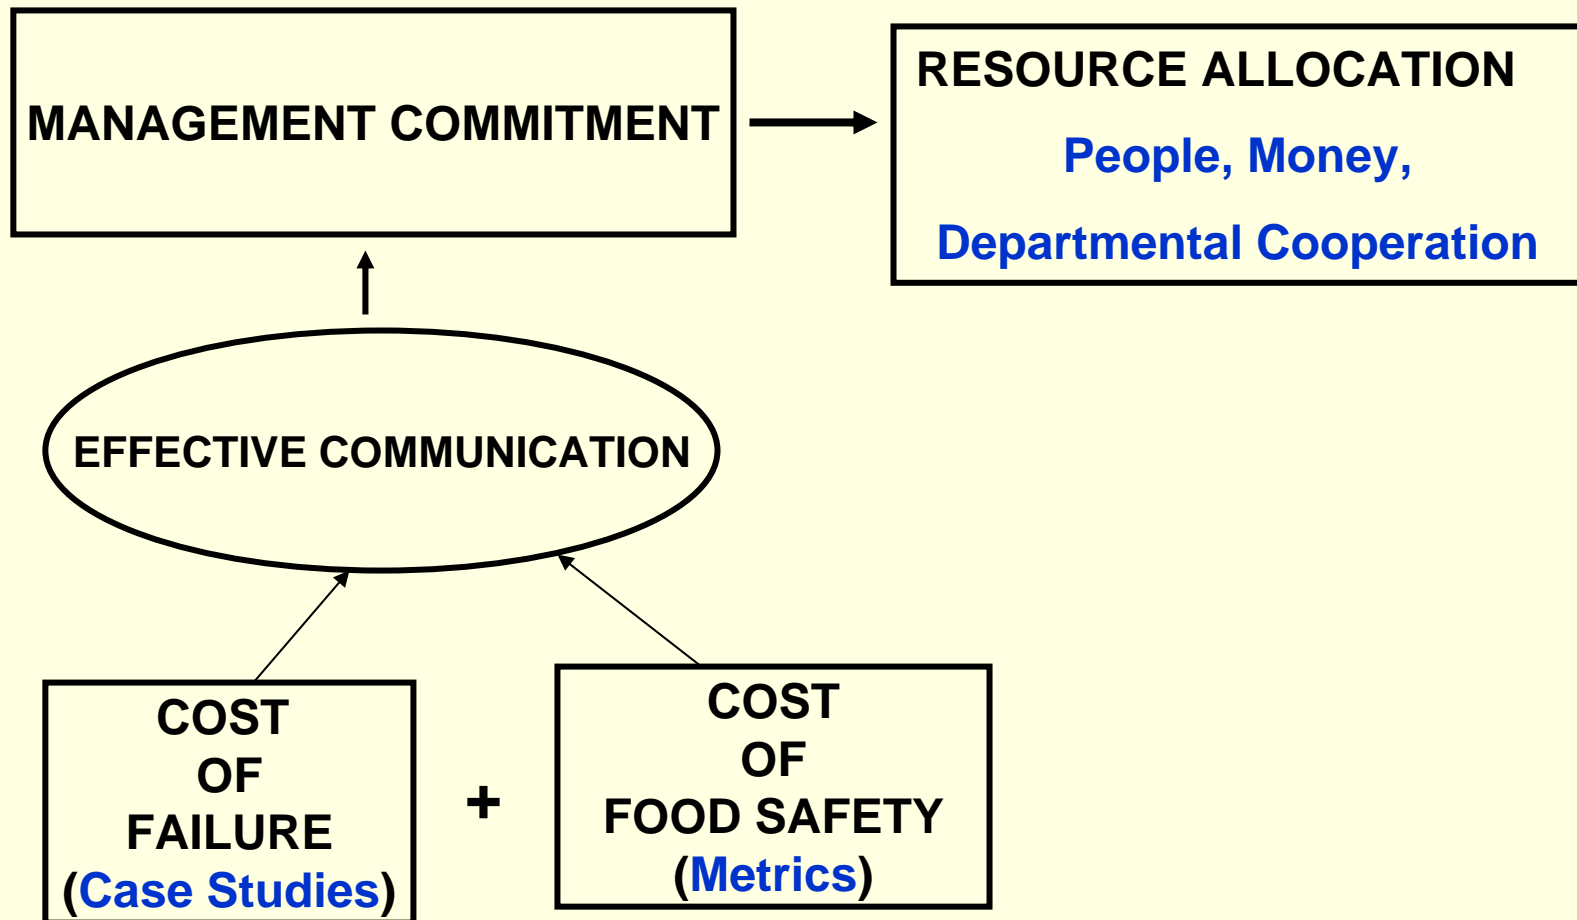 MANAGEMENT COMMITMENT
RESOURCE ALLOCATION
People, Money,
Departmental Cooperation
EFFECTIVE COMMUNICATION
COST
OF
FAILURE
(Case Studies)
+
COST
OF
FOOD SAFETY
(Metrics)